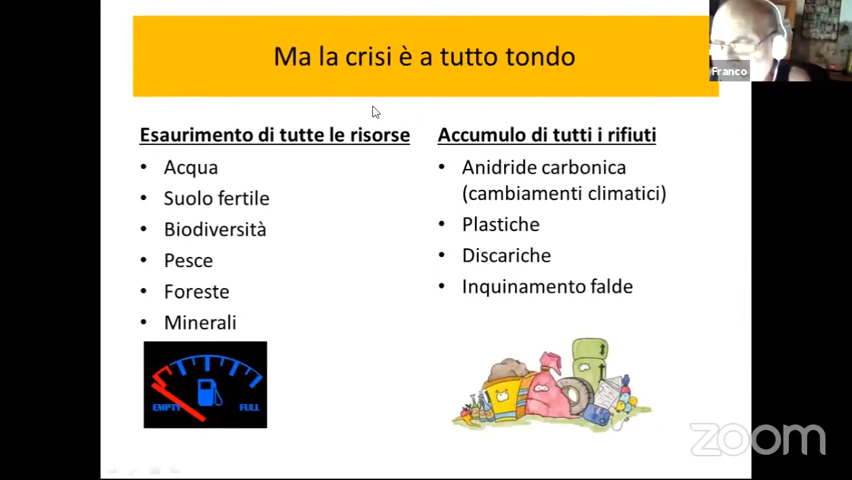 Ma la crisi è a tutto tondo
Franco
Esaurimento di tutte le risorse
• Acqua
• Suolo fertile
• Biodiversità
• Pesce
• Foreste
• Minerali
EMPTY FULL
Accumulo di tutti i rifiuti
• Anidride carbonica
(cambiamenti climatici)
• Plastiche
• Discariche
• Inquinamento falde
zoom